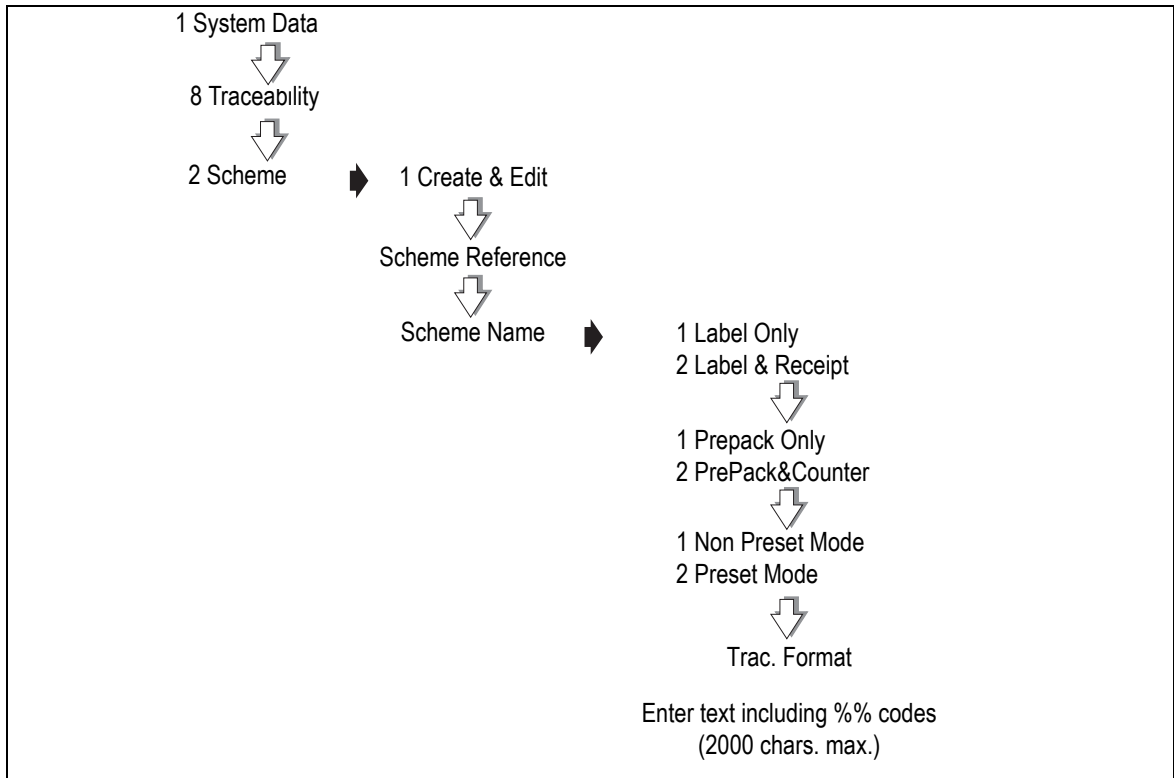 1 System Data
8 Traceability
2 Scheme
1 Create & Edit
Scheme Reference
Scheme Name
1 Label Only
2 Label & Receipt
1 Prepack Only
2 PrePack&Counter
1 Non Preset Mode
2 Preset Mode
Trac. Format
Enter text including %% codes
(2000 chars. max.)